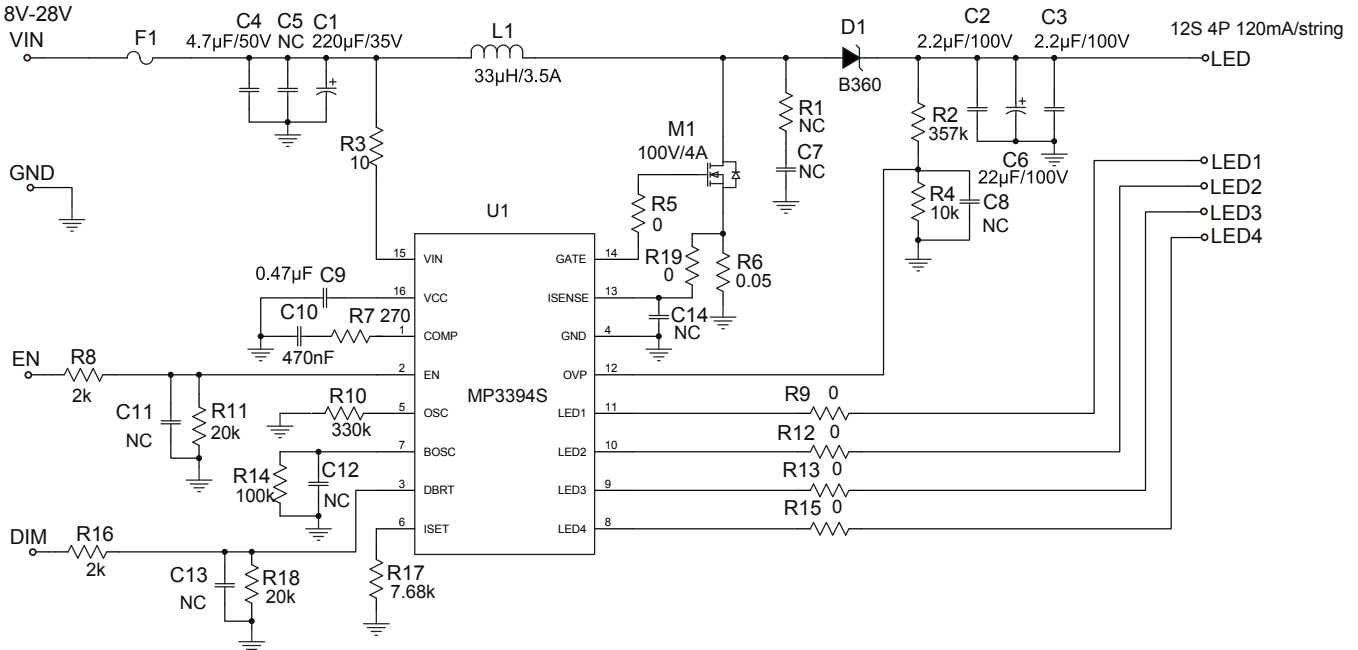 8V-28V
VIN
F1
C4
4.7µF/50V
C5
NC
C1
220µF/35V
L1
33µH/3.5A
D1
B360
C2
2.2µF/100V
C3
2.2µF/100V
12S 4P 120mA/string
LED
R3
10
M1
100V/4A
R1
NC
C7
NC
R2
357k
C6
22µF/100V
R4
10k
C8
NC
LED1
LED2
LED3
LED4
GND
U1
R5
0
R19
0
R6
0.05
C14
NC
0.47µF
C9
C10
470nF
R7 270
15
VIN
16
VCC
1
COMP
2
EN
5
OSC
7
BOSC
3
DBRT
6
ISET
MP3394S
GATE
14
ISENSE
13
GND
4
OVP
12
LED1
11
LED2
10
LED3
9
LED4
8
EN
R8
2k
C11
NC
R11
20k
R10
330k
R14
100k
C12
NC
R9 0
R12 0
R13 0
R15 0
DIM
R16
2k
C13
NC
R18
20k
R17
7.68k